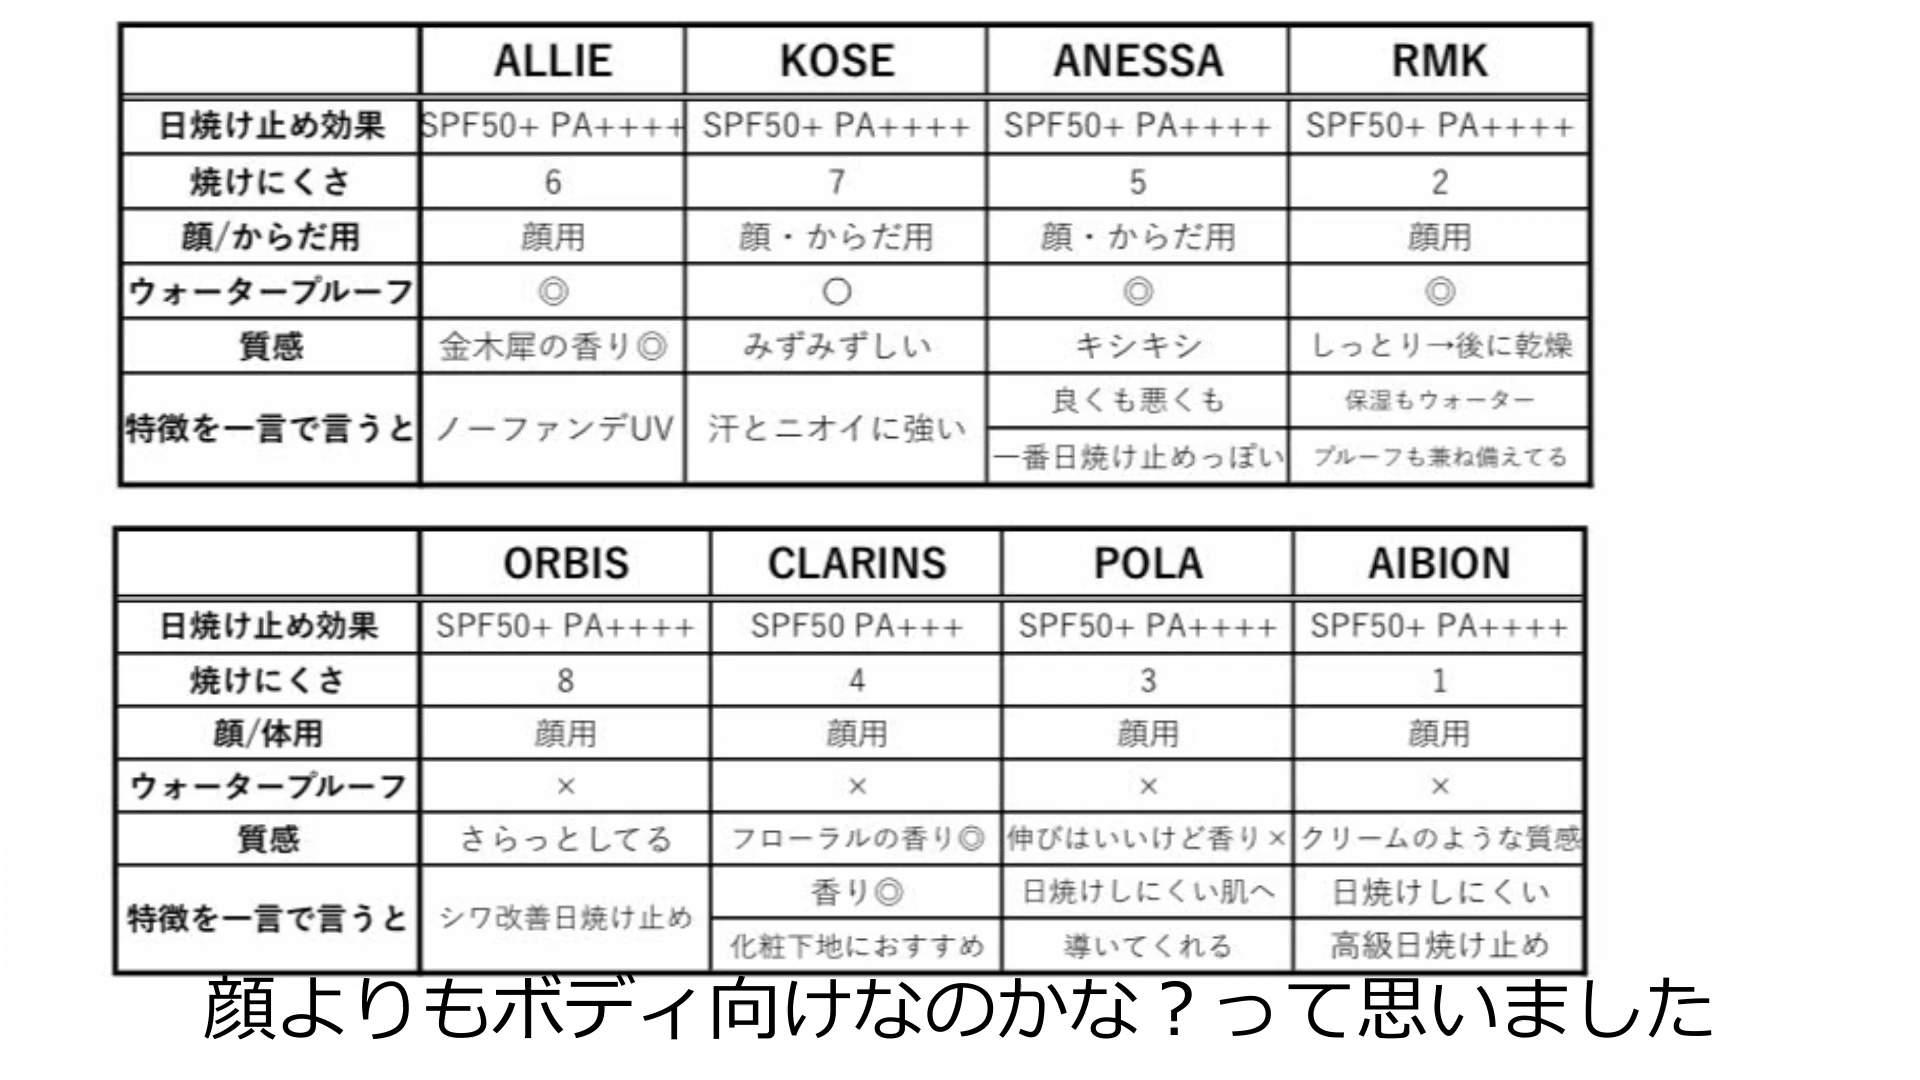 ALLIE KOSE ANESSA RMK
日焼け止め効果 SPF50+ PA++++ SPF50+ PA++++ SPF50+ PA++++ SPF50+ PA++++
焼けにくさ 6 7 5 2
顔/からだ用 顔用 顔・からだ用 顔・からだ用 顔用
ウォータープルーフ ◎ 〇 ◎ ◎
質感 金木犀の香り◎ みずみずしい キシキシ しっとり→後に乾燥
特徴を一言で言うと ノーファンデUV 汗とニオイに強い 良くも悪くも 保湿もウォーター
一番日焼け止めっぽい プルーフも兼ね備えてる
ORBIS CLARINS POLA AIBION
日焼け止め効果 SPF50+ PA++++ SPF50 PA+++ SPF50+ PA++++ SPF50+ PA++++
焼けにくさ 8 4 3 1
顔/体用 顔用 顔用 顔用 顔用
ウォータープルーフ × × × ×
質感 さらっとしてる フローラルの香り◎ 伸びはいいけど香り× クリームのような質感
特徴を一言で言うと シワ改善日焼け止め 香り◎ 日焼けしにくい肌へ 日焼けしにくい
化粧下地におすすめ 導いてくれる 高級日焼け止め
顔よりもボディ向けなのかな？って思いました